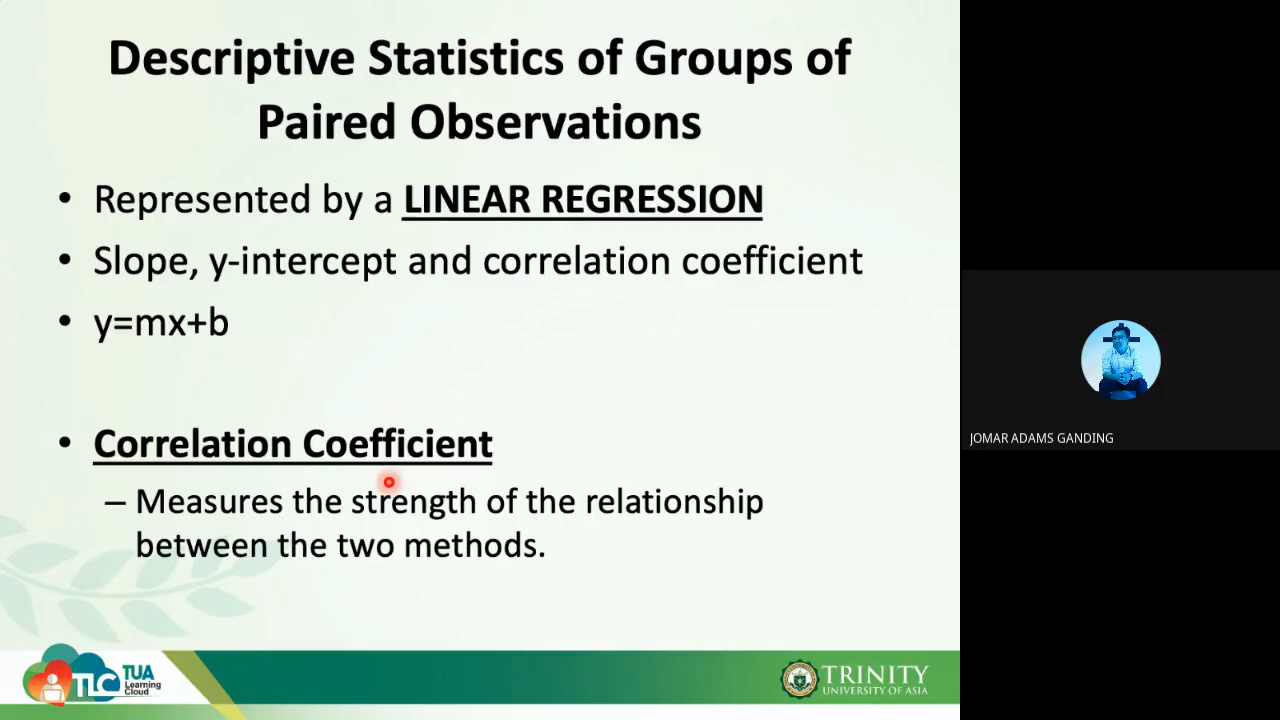 Descriptive Statistics of Groups of
Paired Observations
• Represented by a LINEAR REGRESSION
• Slope, y-intercept and correlation coefficient
• y=mx+b
• Correlation Coefficient
– Measures the strength of the relationship
between the two methods.
JOMAR ADAMS GANDING
TLC
TUA
Learning
Cloud
TRINITY
UNIVERSITY OF ASIA